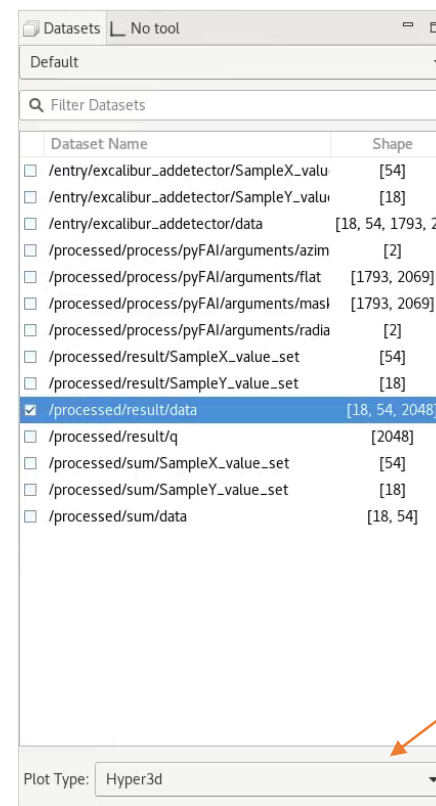 Datasets No tool
Default
Filter Datasets
Dataset Name Shape
/entry/excalibur_addetector/SampleX_valu [54]
/entry/excalibur_addetector/SampleY_valu [18]
/entry/excalibur_addetector/data [18, 54, 1793, 2
/processed/process/pyFAI/arguments/azim [2]
/processed/process/pyFAI/arguments/flat [1793, 2069]
/processed/process/pyFAI/arguments/mask [1793, 2069]
/processed/process/pyFAI/arguments/radia [2]
/processed/result/SampleX_value_set [54]
/processed/result/SampleY_value_set [18]
/processed/result/data [18, 54, 2048]
/processed/result/q [2048]
/processed/sum/SampleX_value_set [54]
/processed/sum/SampleY_value_set [18]
/processed/sum/data [18, 54]
Plot Type: Hyper3d